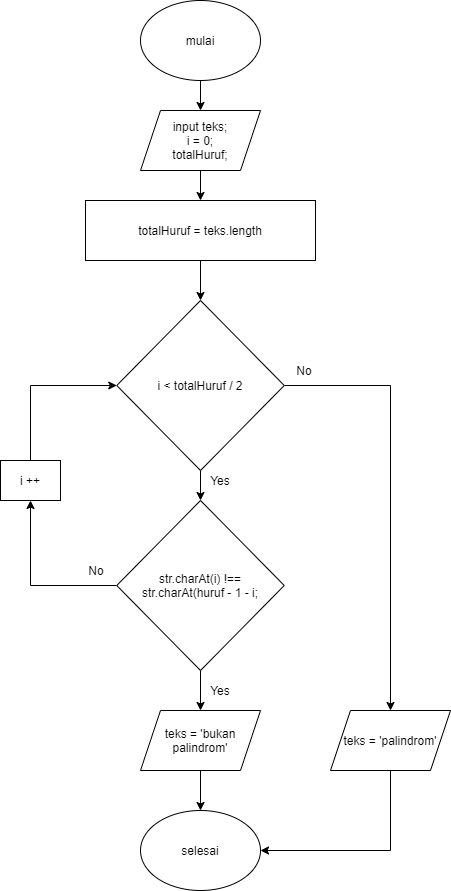 mulai
input teks;
i = 0;
totalHuruf;
totalHuruf = teks.length
i < totalHuruf / 2
No
i ++
Yes
str.charAt(i) !==
str.charAt(huruf - 1 - i;
No
Yes
teks = 'bukan
palindrom'
teks = 'palindrom'
selesai